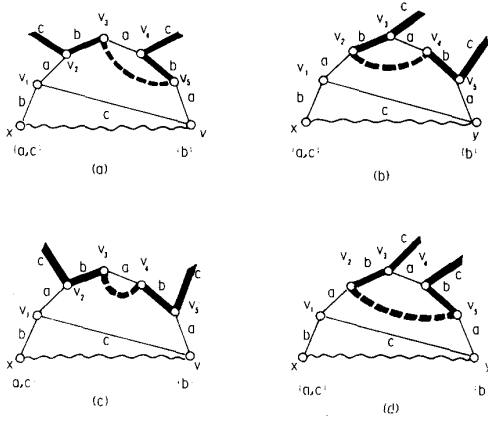 c
v₃
c
b
a
v₄
a
v₂
b
v₁
v₅
b
c
a
x
v
{a,c}
{b}
(a)
c
v₃
c
v₂
b
a
v₄
a
b
v₁
v₅
b
c
a
x
y
{a,c}
{b}
(b)
c
v₃
c
b
a
v₄
a
v₂
b
v₁
v₅
b
c
a
x
v
a,c
b
(c)
c
v₃
v₂
c
b
a
v₄
a
b
v₁
v₅
b
c
a
x
y
{a,c}
{b
(d)